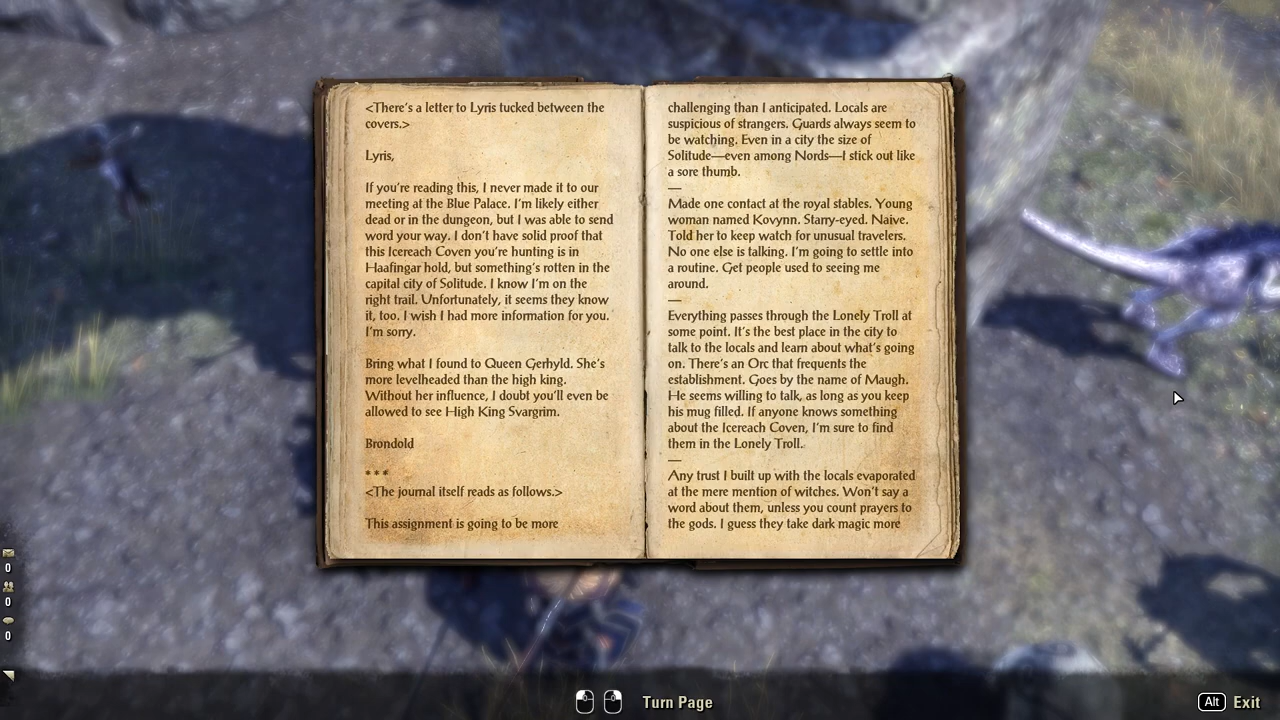 <There's a letter to Lyris tucked between the
covers.>
Lyris,
If you're reading this, I never made it to our
meeting at the Blue Palace. I'm likely either
dead or in the dungeon, but I was able to send
word your way. I don't have solid proof that
this Icereach Coven you're hunting is in
Haafingar hold, but something's rotten in the
capital city of Solitude. I know I'm on the
right trail. Unfortunately, it seems they know
it, too. I wish I had more information for you.
I'm sorry.
Bring what I found to Queen Gerhyld. She's
more levelheaded than the high king.
Without her influence, I doubt you'll even be
allowed to see High King Svargrim.
Brondold
* * *
<The journal itself reads as follows.>
This assignment is going to be more
challenging than I anticipated. Locals are
suspicious of strangers. Guards always seem to
be watching. Even in a city the size of
Solitude—even among Nords—I stick out like
a sore thumb.
—
Made one contact at the royal stables. Young
woman named Kovynn. Starry-eyed. Naive.
Told her to keep watch for unusual travelers.
No one else is talking. I'm going to settle into
a routine. Get people used to seeing me
around.
—
Everything passes through the Lonely Troll at
some point. It's the best place in the city to
talk to the locals and learn about what's going
on. There's an Orc that frequents the
establishment. Goes by the name of Maugh.
He seems willing to talk, as long as you keep
his mug filled. If anyone knows something
about the Icereach Coven, I'm sure to find
them in the Lonely Troll.
—
Any trust I built up with the locals evaporated
at the mere mention of witches. Won't say a
word about them, unless you count prayers to
the gods. I guess they take dark magic more
0
0
0
Turn Page
Alt Exit